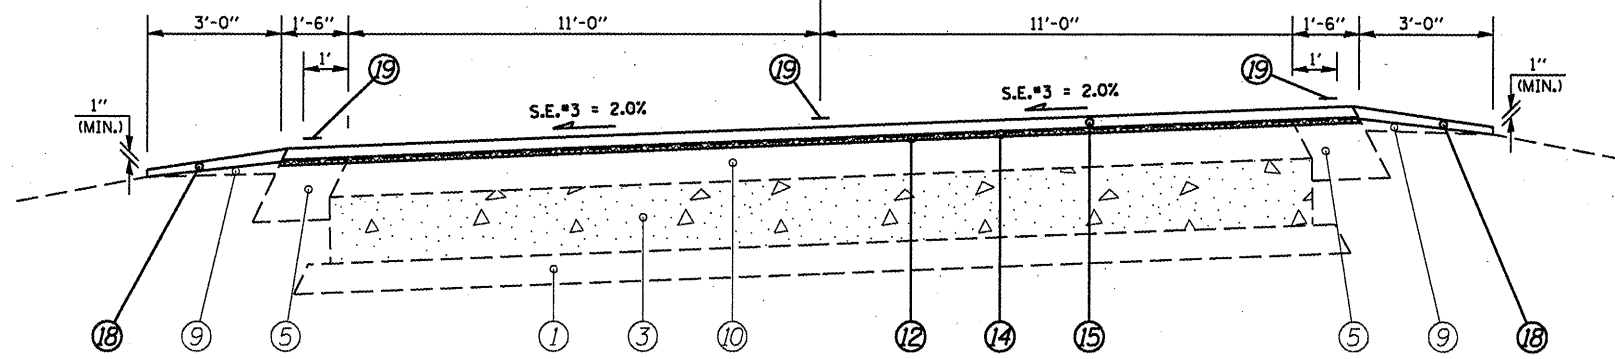 3'-0" 1'-6" 11'-0" 11'-0" 1'-6" 3'-0"
1' 19 19 19 1'
1" (MIN.)
S.E.#3 = 2.0%
S.E.#3 = 2.0%
1" (MIN.)
18 9 5 1 3 10 12 14 15 5 9 18